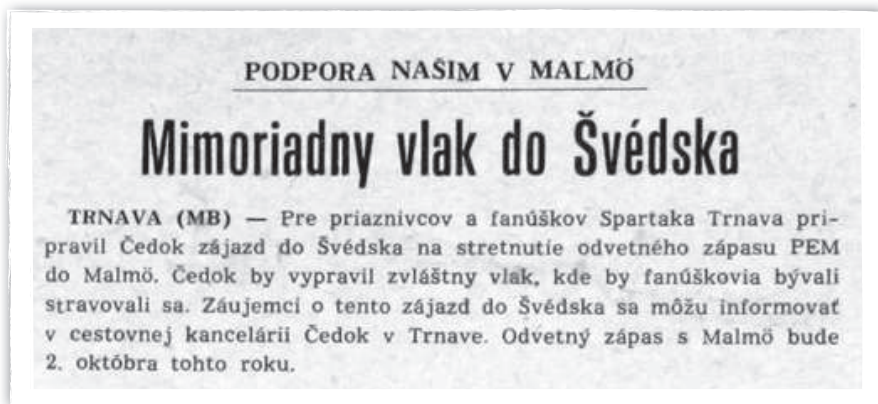 PODPORA NAŠIM V MALMÖ
Mimoriadny vlak do Švédska
TRNAVA (MB) — Pre priaznivcov a fanúškov Spartaka Trnava pri-
pravil Čedok zájazd do Švédska na stretnutie odvetného zápasu PEM
do Malmö. Čedok by vypravil zvláštny vlak, kde by fanúškovia bývali
stravovali sa. Záujemci o tento zájazd do Švédska sa môžu informovať
v cestovnej kancelárii Čedok v Trnave. Odvetný zápas s Malmö bude
2. októbra tohto roku.